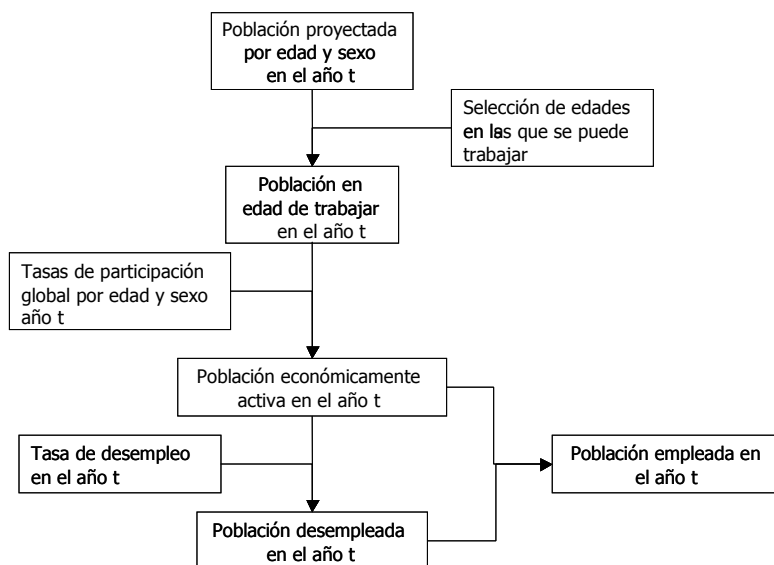 Población proyectada
por edad y sexo
en el año t
Selección de edades
en las que se puede
trabajar
Población en
edad de trabajar
en el año t
Tasas de participación
global por edad y sexo
año t
Población económicamente
activa en el año t
Tasa de desempleo
en el año t
Población empleada en
el año t
Población desempleada
en el año t